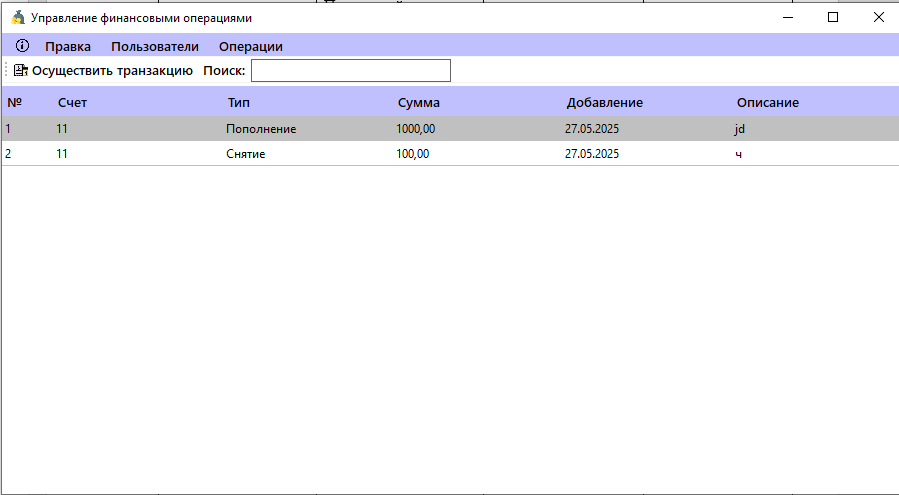 Управление финансовыми операциями
Правка Пользователи Операции
Осуществить транзакцию Поиск:
№ Счет Тип Сумма Добавление Описание
1 11 Пополнение 1000,00 27.05.2025 jd
2 11 Снятие 100,00 27.05.2025 ч